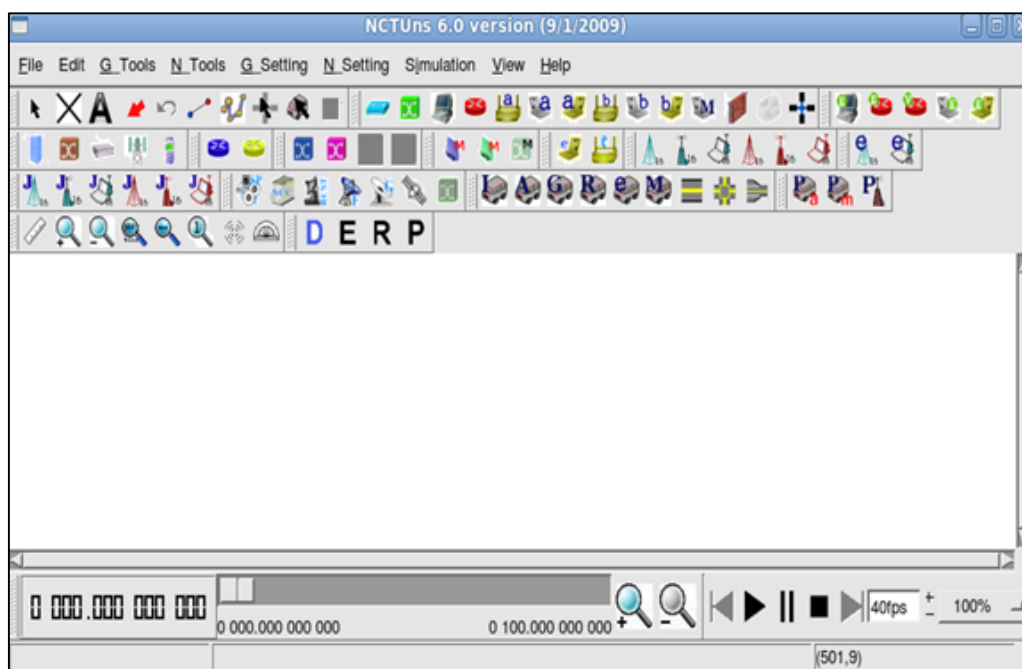 NCTUns 6.0 version (9/1/2009)
File Edit G_Tools N_Tools G_Setting N_Setting Simulation View Help
A a a a b b b M
M M M e e
J J J J J J I A G R e M P a P m P
1 D E R P
0 000.000 000 000
0 000.000 000 000 0 100.000 000 000
40fps + - 100%
(501,9)